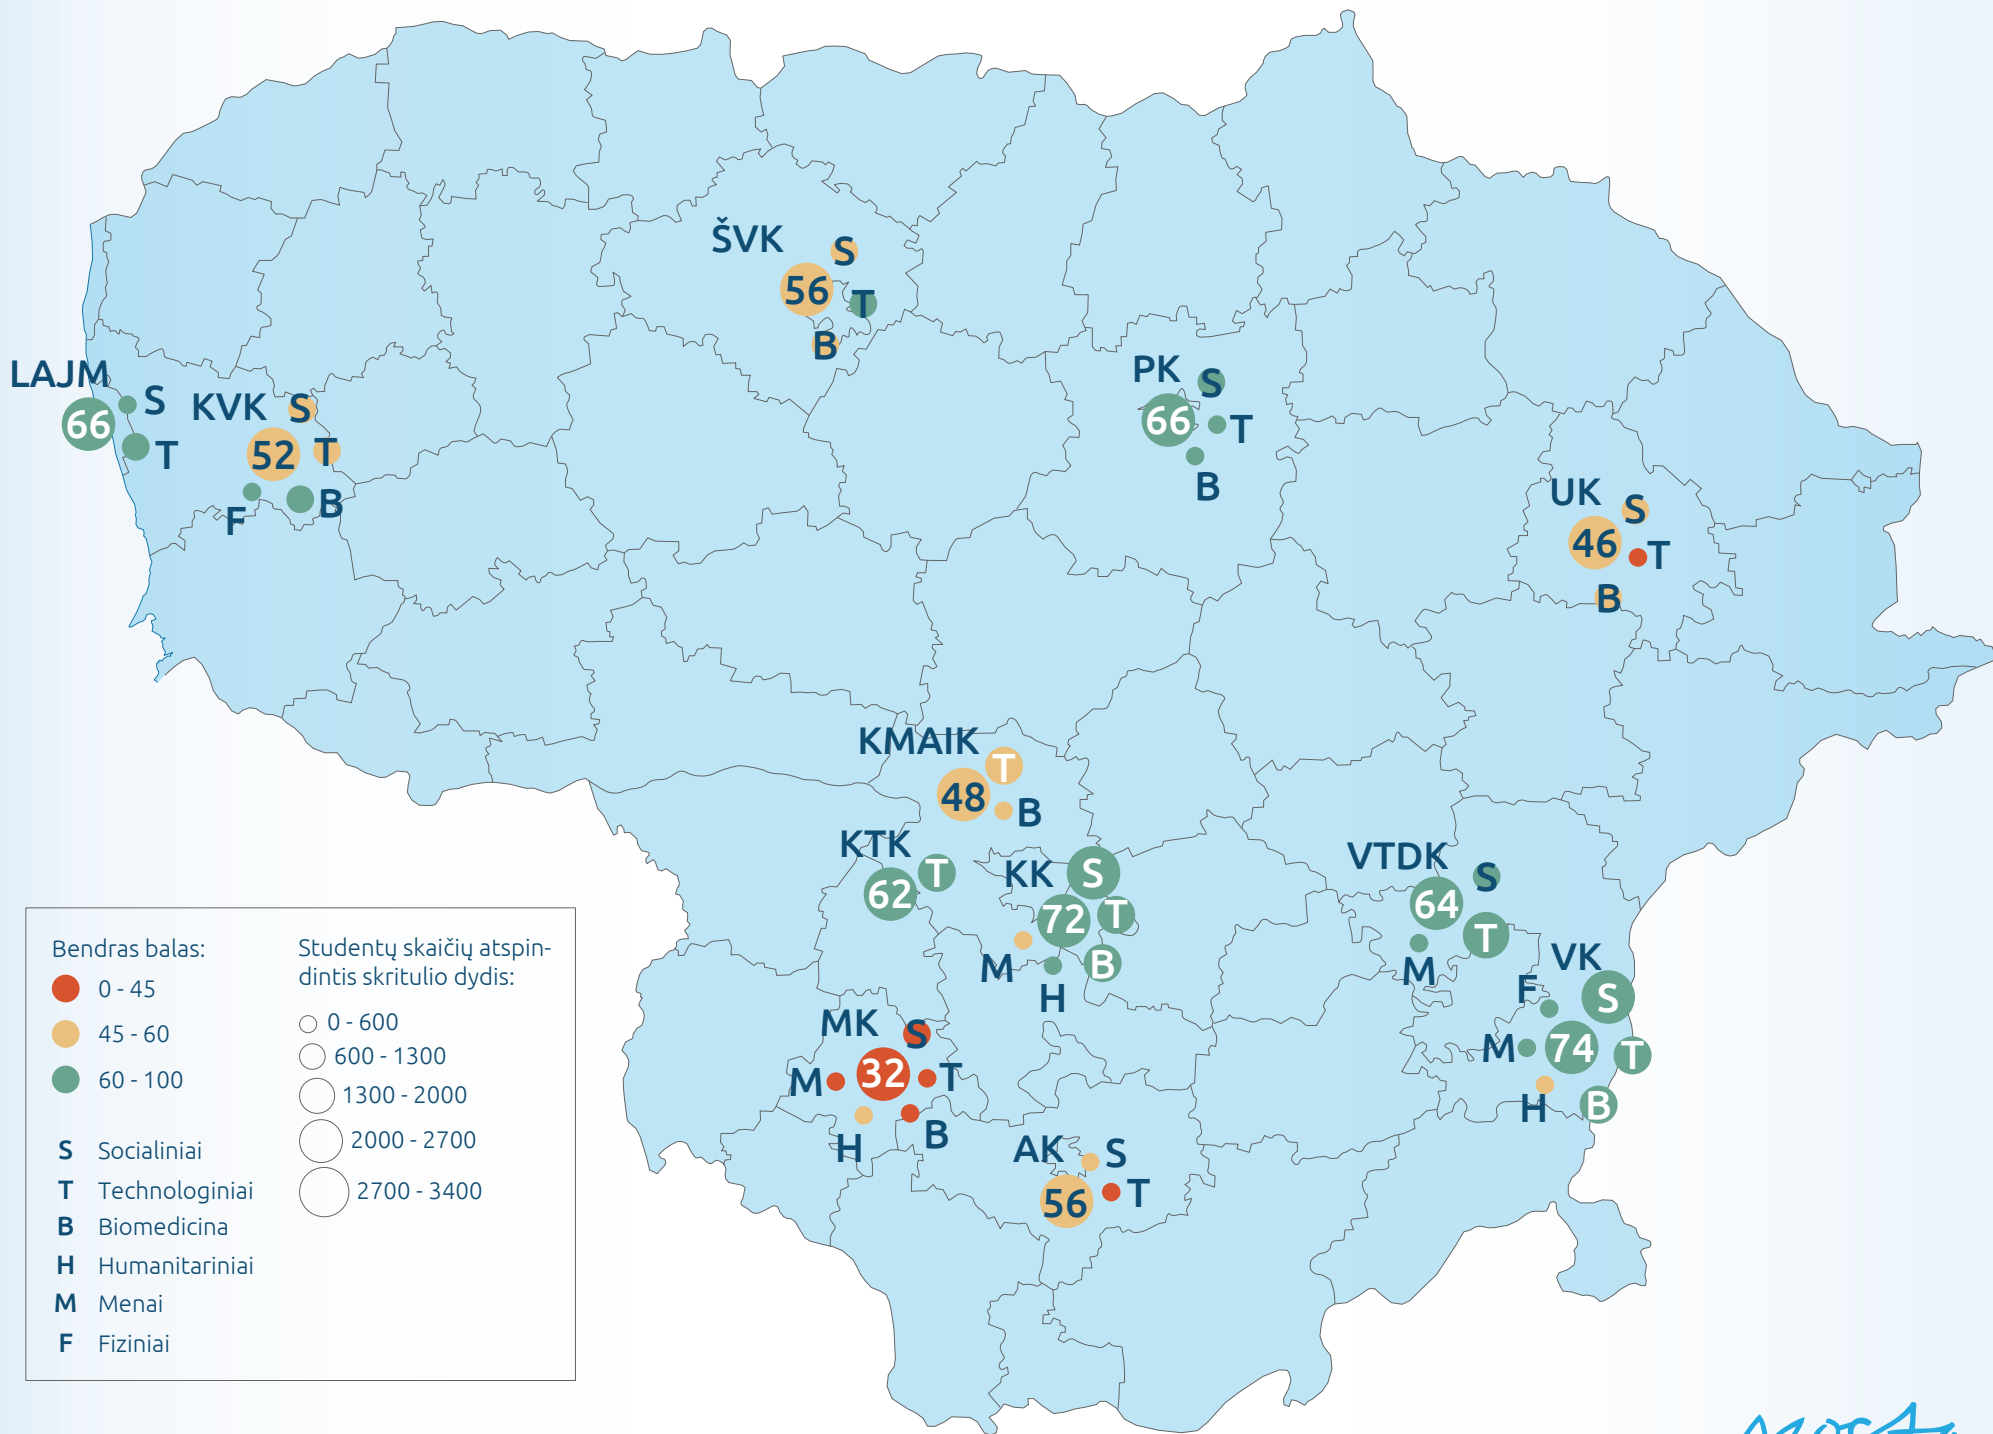 ŠVK
S
56
T
B
LAJM
S
66
T
KVK
S
52
T
F
B
PK
S
66
T
B
UK
S
46
T
B
KMAIK
T
48
B
KTK
T
62
KK
S
72
T
M
B
H
VTDK
S
64
T
M
VK
F
S
M
74
T
H
B
MK
S
M
32
T
H
B
AK
S
56
T
Bendras balas:
0 - 45
45 - 60
60 - 100
S Socialiniai
T Technologiniai
B Biomedicina
H Humanitariniai
M Menai
F Fiziniai
Studentų skaičių atspin-
dintis skritulio dydis:
0 - 600
600 - 1300
1300 - 2000
2000 - 2700
2700 - 3400